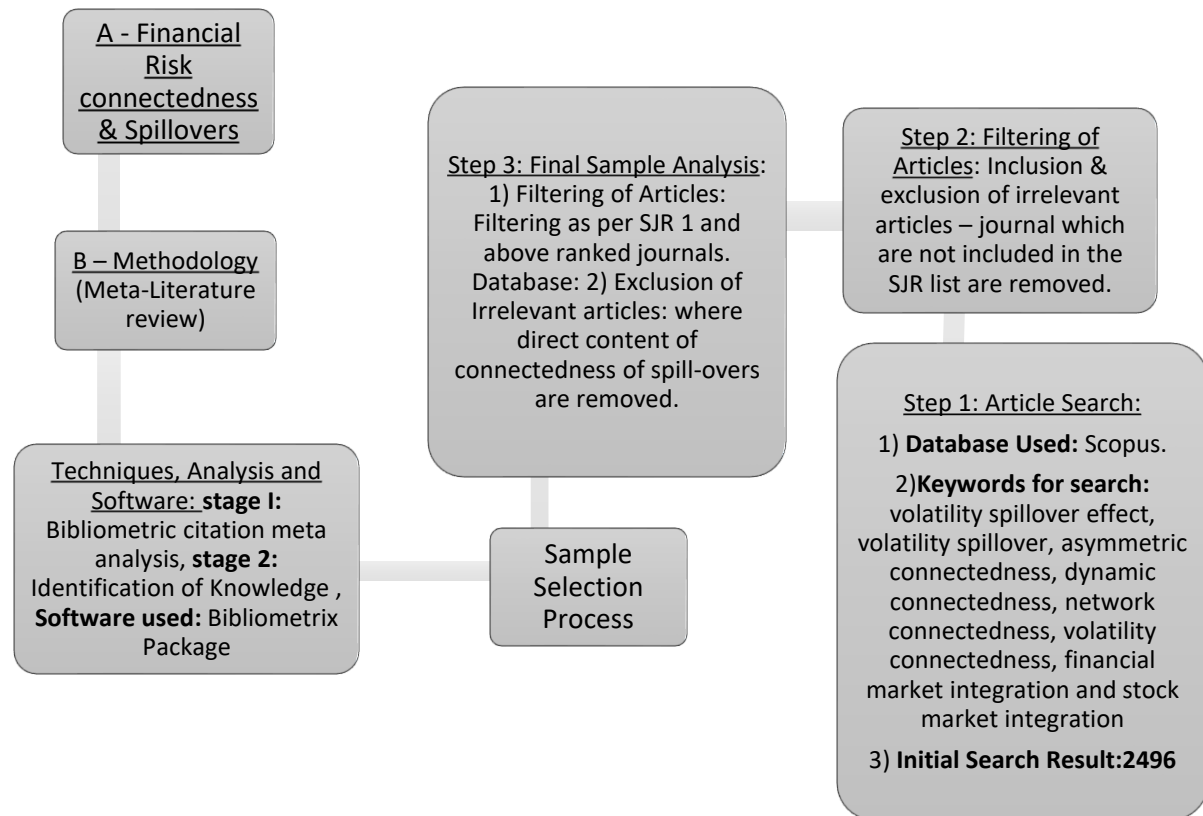 A - Financial
Risk
connectedness
& Spillovers
B – Methodology
(Meta-Literature
review)
Techniques, Analysis and
Software: stage I:
Bibliometric citation meta
analysis, stage 2:
Identification of Knowledge ,
Software used: Bibliometrix
Package
Sample
Selection
Process
Step 3: Final Sample Analysis:
1) Filtering of Articles:
Filtering as per SJR 1 and
above ranked journals.
Database: 2) Exclusion of
Irrelevant articles: where
direct content of
connectedness of spill-overs
are removed.
Step 2: Filtering of
Articles: Inclusion &
exclusion of irrelevant
articles – journal which
are not included in the
SJR list are removed.
Step 1: Article Search:
1) Database Used: Scopus.
2)Keywords for search:
volatility spillover effect,
volatility spillover, asymmetric
connectedness, dynamic
connectedness, network
connectedness, volatility
connectedness, financial
market integration and stock
market integration
3) Initial Search Result:2496